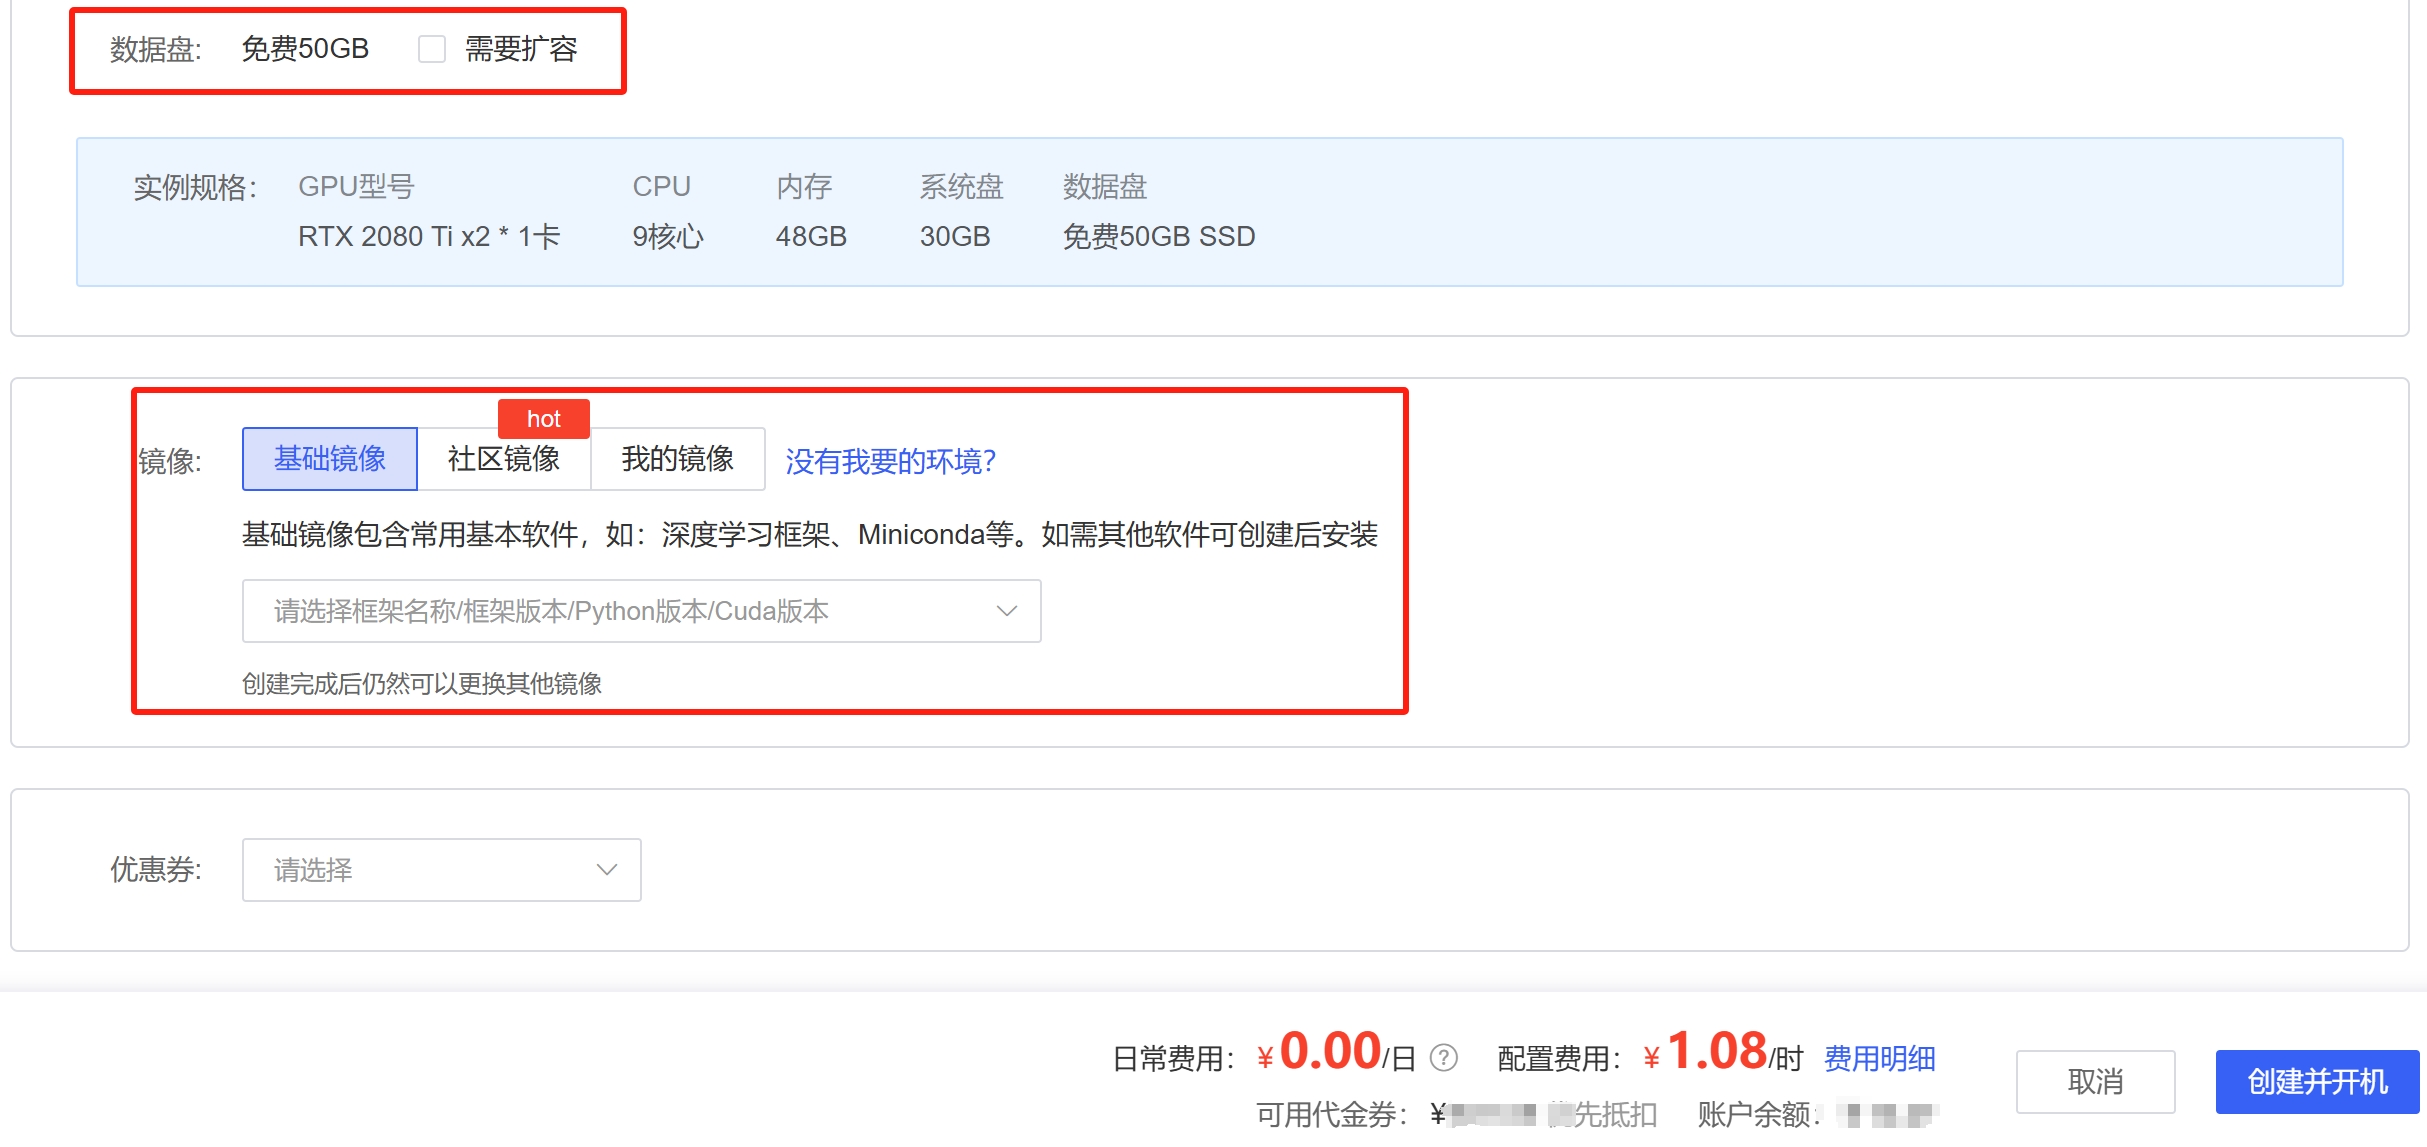 数据盘: 免费50GB 需要扩容
实例规格: GPU型号 CPU 内存 系统盘 数据盘
RTX 2080 Ti x2 * 1卡 9核心 48GB 30GB 免费50GB SSD
hot
镜像: 基础镜像 社区镜像 我的镜像 没有我要的环境?
基础镜像包含常用基本软件，如：深度学习框架、Miniconda等。如需其他软件可创建后安装
请选择框架名称/框架版本/Python版本/Cuda版本
创建完成后仍然可以更换其他镜像
优惠券: 请选择
日常费用: ¥0.00/日 ? 配置费用: ¥1.08/时 费用明细
取消 创建并开机
可用代金券: ¥ 先抵扣 账户余额: